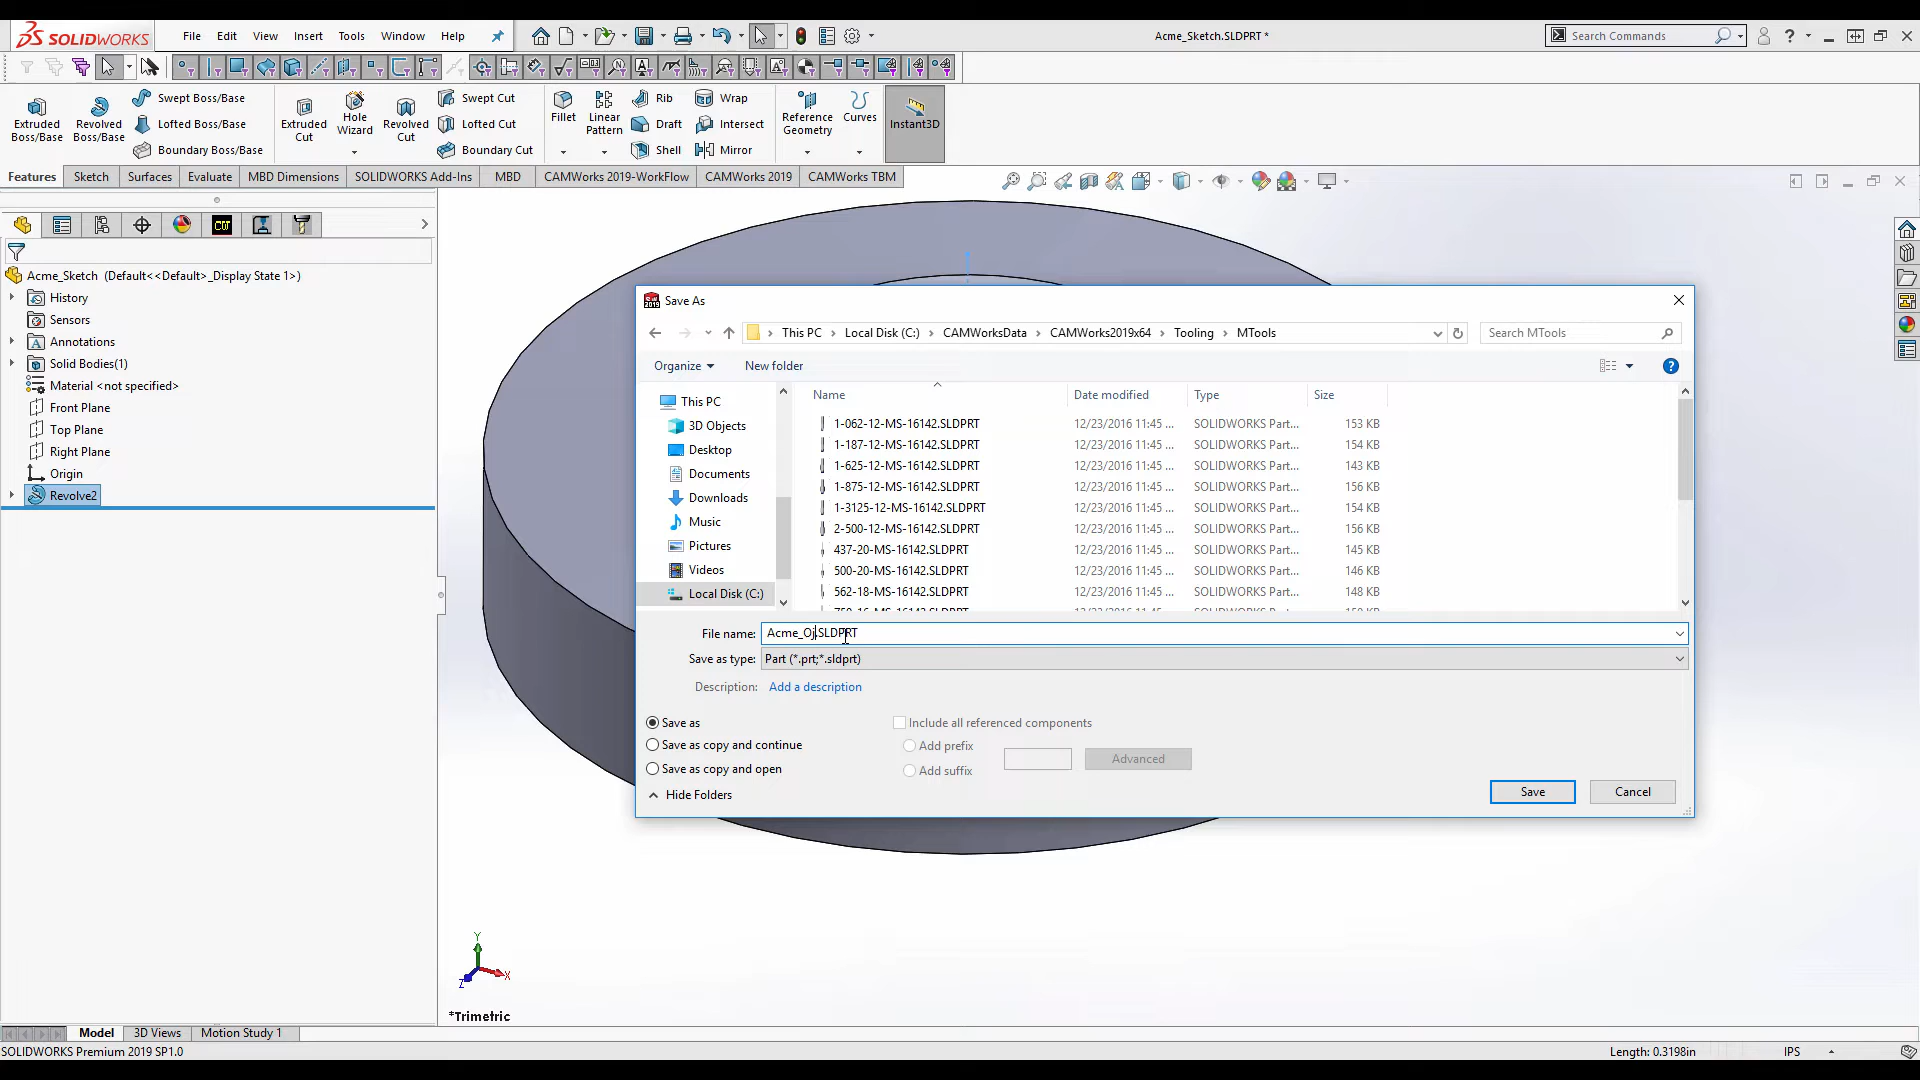 SOLIDWORKS
File Edit View Insert Tools Window Help
Acme_Sketch.SLDPRT *
Search Commands
Extruded Boss/Base
Revolved Boss/Base
Swept Boss/Base
Lofted Boss/Base
Boundary Boss/Base
Extruded Cut
Hole Wizard
Revolved Cut
Swept Cut
Lofted Cut
Boundary Cut
Fillet
Linear Pattern
Rib
Draft
Shell
Wrap
Intersect
Mirror
Reference Geometry
Curves
Instant3D
Features Sketch Surfaces Evaluate MBD Dimensions SOLIDWORKS Add-Ins MBD CAMWorks 2019-WorkFlow CAMWorks 2019 CAMWorks TBM
Acme_Sketch (Default<<Default>_Display State 1>)
History
Sensors
Annotations
Solid Bodies(1)
Material <not specified>
Front Plane
Top Plane
Right Plane
Origin
Revolve2
Save As
This PC > Local Disk (C:) > CAMWorksData > CAMWorks2019x64 > Tooling > MTools
Search MTools
Organize New folder
This PC
3D Objects
Desktop
Documents
Downloads
Music
Pictures
Videos
Local Disk (C:)
Name Date modified Type Size
1-062-12-MS-16142.SLDPRT 12/23/2016 11:45 ... SOLIDWORKS Part... 153 KB
1-187-12-MS-16142.SLDPRT 12/23/2016 11:45 ... SOLIDWORKS Part... 154 KB
1-625-12-MS-16142.SLDPRT 12/23/2016 11:45 ... SOLIDWORKS Part... 143 KB
1-875-12-MS-16142.SLDPRT 12/23/2016 11:45 ... SOLIDWORKS Part... 156 KB
1-3125-12-MS-16142.SLDPRT 12/23/2016 11:45 ... SOLIDWORKS Part... 154 KB
2-500-12-MS-16142.SLDPRT 12/23/2016 11:45 ... SOLIDWORKS Part... 156 KB
437-20-MS-16142.SLDPRT 12/23/2016 11:45 ... SOLIDWORKS Part... 145 KB
500-20-MS-16142.SLDPRT 12/23/2016 11:45 ... SOLIDWORKS Part... 146 KB
562-18-MS-16142.SLDPRT 12/23/2016 11:45 ... SOLIDWORKS Part... 148 KB
File name: Acme_Oj.SLDPRT
Save as type: Part (*.prt;*.sldprt)
Description: Add a description
Save as
Save as copy and continue
Save as copy and open
Include all referenced components
Add prefix
Add suffix
Advanced
Hide Folders
Save Cancel
Y
X
Z
*Trimetric
Model 3D Views Motion Study 1
SOLIDWORKS Premium 2019 SP1.0
Length: 0.3198in IPS